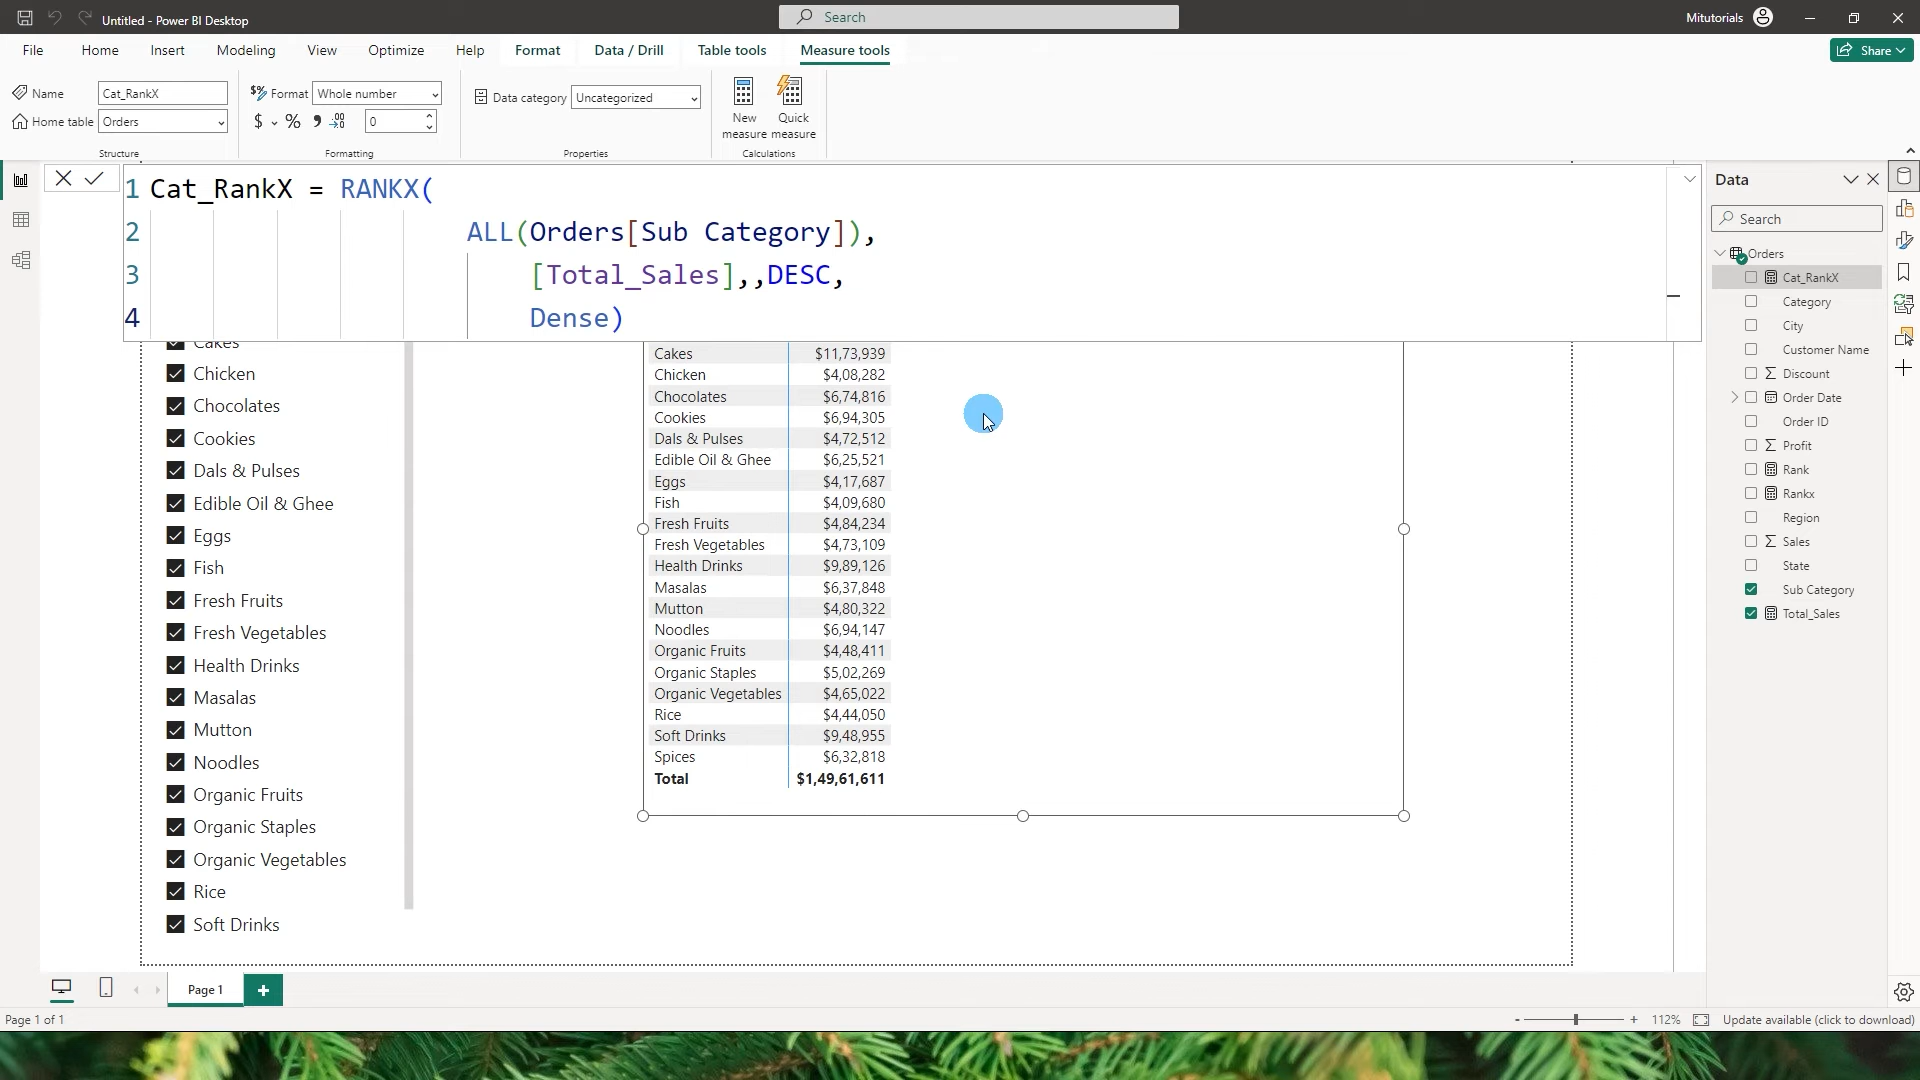 Untitled - Power BI Desktop
Search
Mitutorials
File Home Insert Modeling View Optimize Help Format Data / Drill Table tools Measure tools
Share
Name Cat_RankX
Home table Orders
Structure
$% Format Whole number
$ % 0
Formatting
Data category Uncategorized
Properties
New measure
Quick measure
Calculations
1 Cat_RankX = RANKX(
2 ALL(Orders[Sub Category]),
3 [Total_Sales],,DESC,
4 Dense)
Cakes
Chicken
Chocolates
Cookies
Dals & Pulses
Edible Oil & Ghee
Eggs
Fish
Fresh Fruits
Fresh Vegetables
Health Drinks
Masalas
Mutton
Noodles
Organic Fruits
Organic Staples
Organic Vegetables
Rice
Soft Drinks
Cakes $11,73,939
Chicken $4,08,282
Chocolates $6,74,816
Cookies $6,94,305
Dals & Pulses $4,72,512
Edible Oil & Ghee $6,25,521
Eggs $4,17,687
Fish $4,09,680
Fresh Fruits $4,84,234
Fresh Vegetables $4,73,109
Health Drinks $9,89,126
Masalas $6,37,848
Mutton $4,80,322
Noodles $6,94,147
Organic Fruits $4,48,411
Organic Staples $5,02,269
Organic Vegetables $4,65,022
Rice $4,44,050
Soft Drinks $9,48,955
Spices $6,32,818
Total $1,49,61,611
Data
Search
Orders
Cat_RankX
Category
City
Customer Name
Discount
Order Date
Order ID
Profit
Rank
Rankx
Region
Sales
State
Sub Category
Total_Sales
Page 1
Page 1 of 1
- + 112%
Update available (click to download)